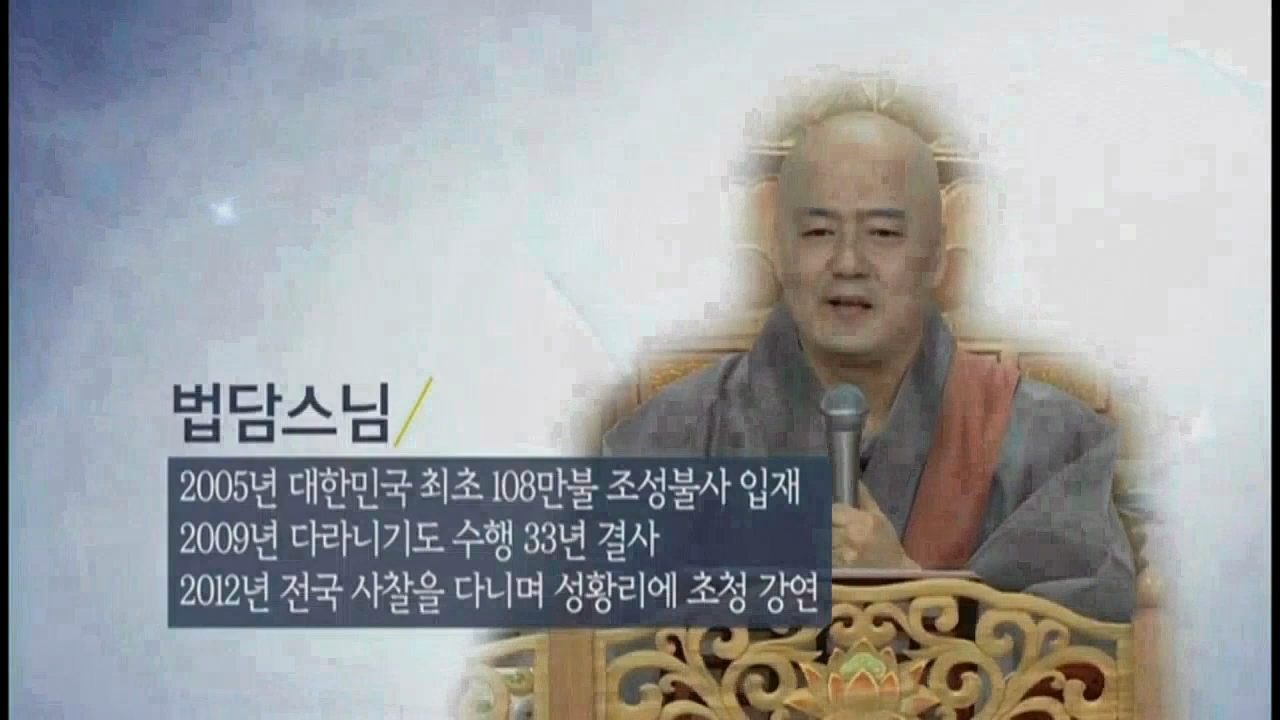 법담스님
2005년 대한민국 최초 108만불 조성불사 입재
2009년 다라니기도 수행 33년 결사
2012년 전국 사찰을 다니며 성황리에 초청 강연